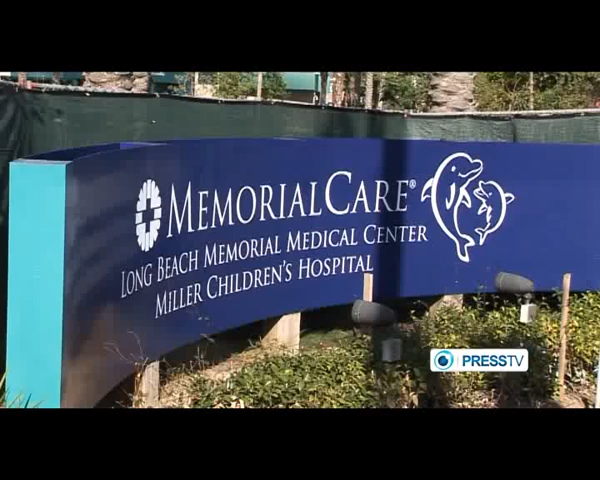 MEMORIALCARE®
LONG BEACH MEMORIAL MEDICAL CENTER
MILLER CHILDREN'S HOSPITAL
PRESSTV